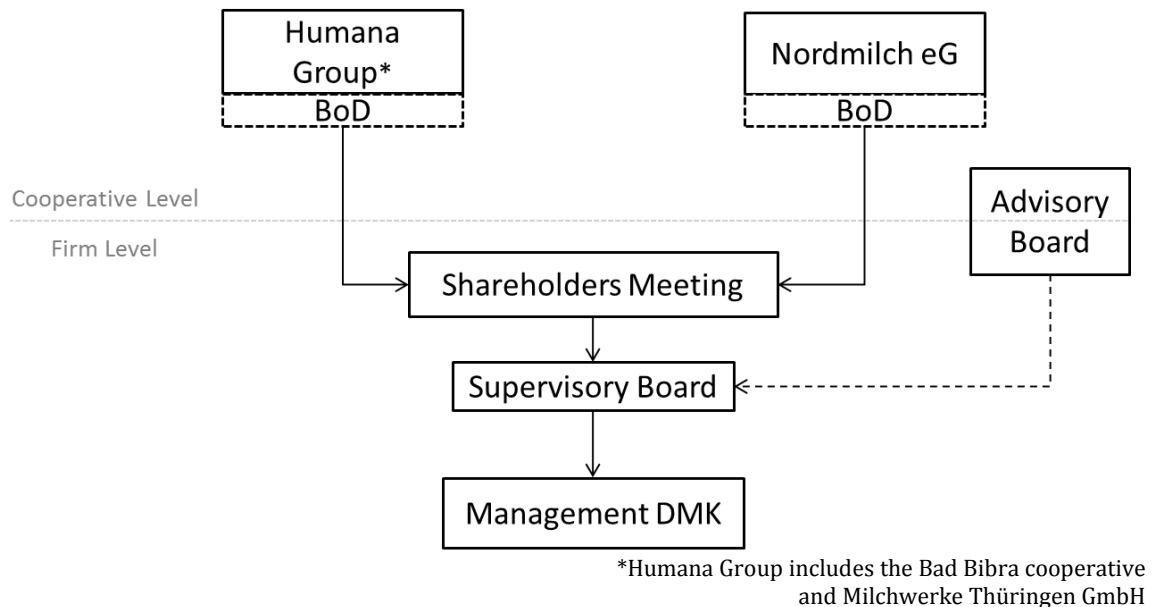 Humana
Group*
BoD
Nordmilch eG
BoD
Cooperative Level
Firm Level
Advisory
Board
Shareholders Meeting
Supervisory Board
Management DMK
*Humana Group includes the Bad Bibra cooperative
and Milchwerke Thüringen GmbH